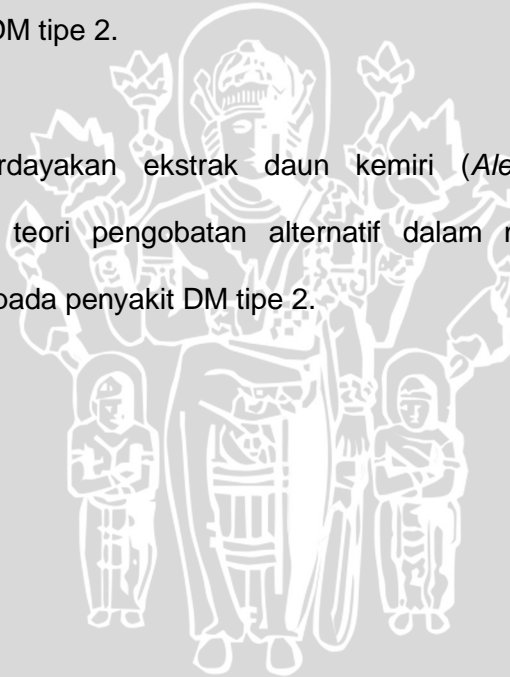 DM tipe 2.
rdayakan ekstrak daun kemiri (Ale
teori pengobatan alternatif dalam
pada penyakit DM tipe 2.